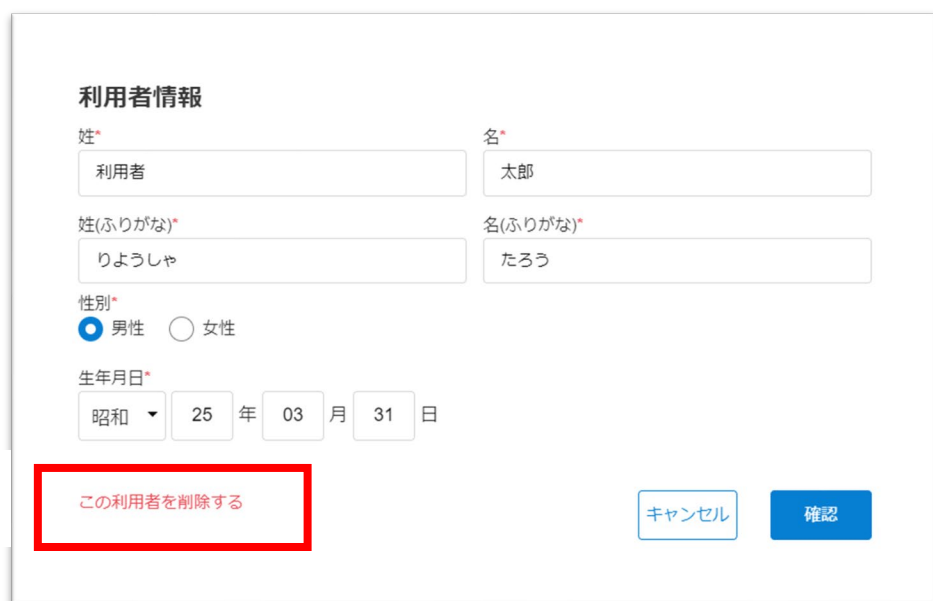 利用者情報
姓* 名*
利用者 太郎
姓(ふりがな)* 名(ふりがな)*
りようしゃ たろう
性別*
男性 女性
生年月日*
昭和 25 年 03 月 31 日
この利用者を削除する キャンセル 確認